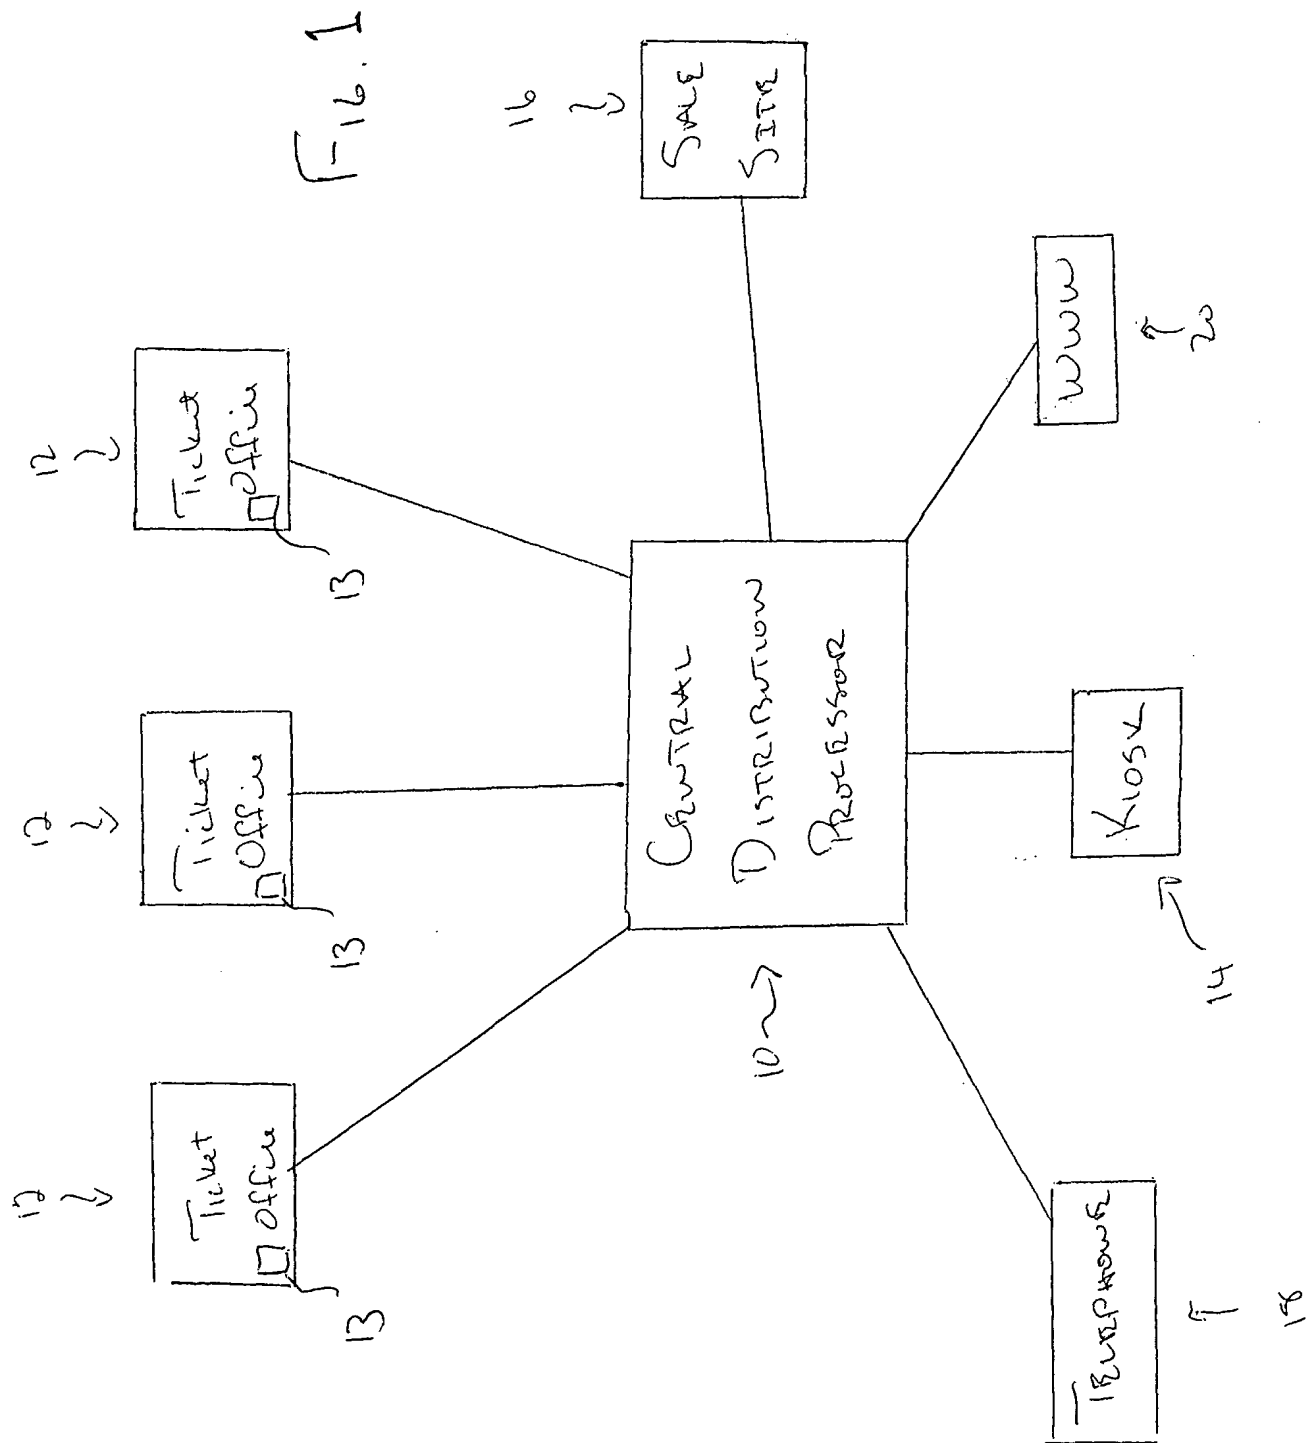 FIG. 1
12
Ticket
Office
13
12
Ticket
Office
13
12
Ticket
Office
13
16
SALE
SITE
10
CENTRAL
DISTRIBUTION
PROCESSOR
TELEPHONE
18
KIOSK
14
WWW
20